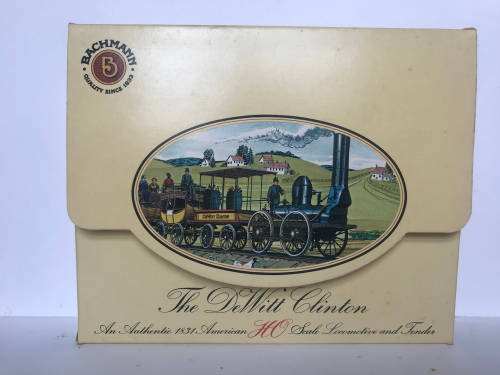 BACHMANN
B
QUALITY SINCE 1833
DeWitt Clinton
The DeWitt Clinton
An Authentic 1831 American HO Scale Locomotive and Tender